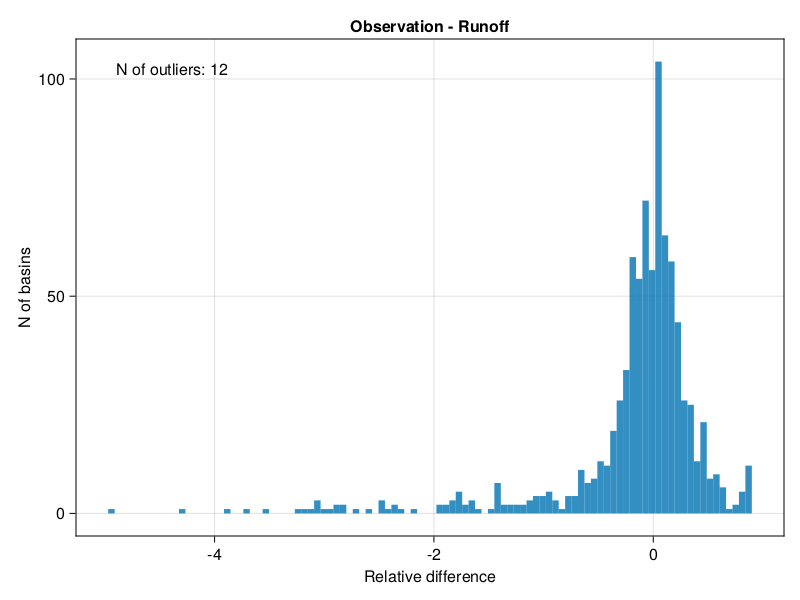 Observation - Runoff
N of outliers: 12
100
50
0
N of basins
-4
-2
0
Relative difference